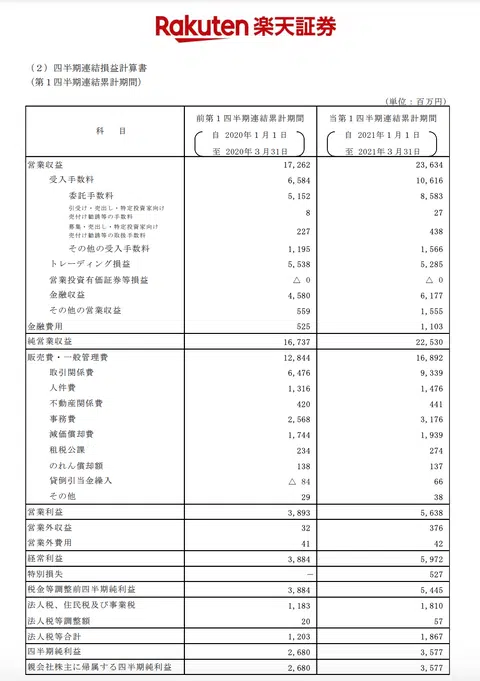 Rakuten 楽天証券
（２）四半期連結損益計算書
（第１四半期連結累計期間）
（単位：百万円）
科　目 前第１四半期連結累計期間 当第１四半期連結累計期間
自 2020年１月１日 自 2021年１月１日
至 2020年３月31日 至 2021年３月31日
営業収益 17,262 23,634
受入手数料 6,584 10,616
委託手数料 5,152 8,583
引受け・売出し・特定投資家向け
売付け勧誘等の手数料 8 27
募集・売出し・特定投資家向け
売付け勧誘等の取扱手数料 227 438
その他の受入手数料 1,195 1,566
トレーディング損益 5,538 5,285
営業投資有価証券等損益 △ 0 △ 0
金融収益 4,580 6,177
その他の営業収益 559 1,555
金融費用 525 1,103
純営業収益 16,737 22,530
販売費・一般管理費 12,844 16,892
取引関係費 6,476 9,339
人件費 1,316 1,476
不動産関係費 420 441
事務費 2,568 3,176
減価償却費 1,744 1,939
租税公課 234 274
のれん償却額 138 137
貸倒引当金繰入 △ 84 66
その他 29 38
営業利益 3,893 5,638
営業外収益 32 376
営業外費用 41 42
経常利益 3,884 5,972
特別損失 － 527
税金等調整前四半期純利益 3,884 5,445
法人税、住民税及び事業税 1,183 1,810
法人税等調整額 20 57
法人税等合計 1,203 1,867
四半期純利益 2,680 3,577
親会社株主に帰属する四半期純利益 2,680 3,577